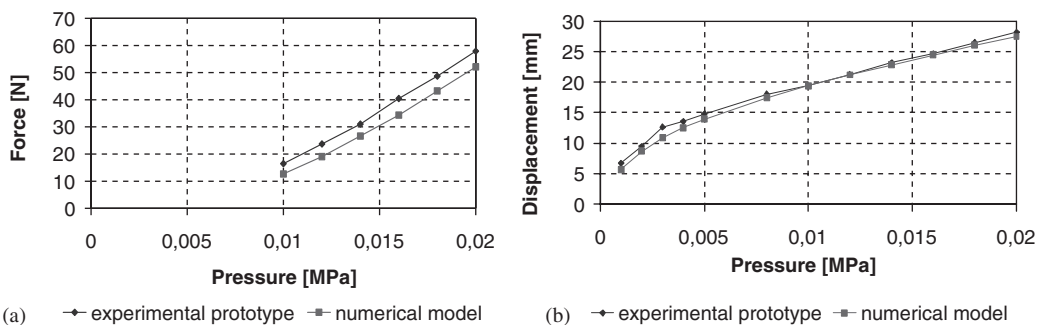 Force [N]
70
60
50
40
30
20
10
0
0 0,005 0,01 0,015 0,02
Pressure [MPa]
(a) experimental prototype numerical model
Displacement [mm]
30
25
20
15
10
5
0
0 0,005 0,01 0,015 0,02
Pressure [MPa]
(b) experimental prototype numerical model